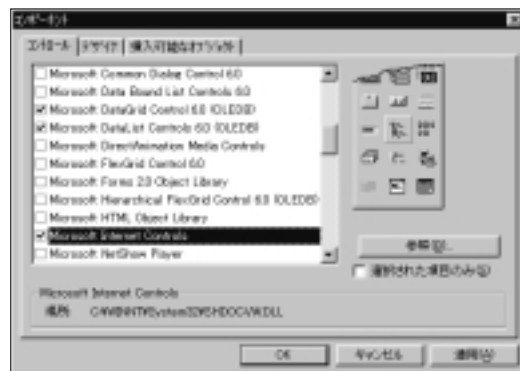 コンポーネント
コントロール デザイナ 挿入可能なオブジェクト
Microsoft Common Dialog Control 6.0
Microsoft Data Bound List Controls 6.0
Microsoft DataGrid Control 6.0 (OLEDB)
Microsoft DataList Controls 6.0 (OLEDB)
Microsoft DirectAnimation Media Controls
Microsoft FlexGrid Control 6.0
Microsoft Forms 2.0 Object Library
Microsoft Hierarchical FlexGrid Control 6.0 (OLEDB)
Microsoft HTML Object Library
Microsoft Internet Controls
Microsoft NetShow Player
参照(B)...
選択された項目のみ(S)
Microsoft Internet Controls
場所 C:\WINNT\System32\SHDOCVW.DLL
OK キャンセル 適用(A)